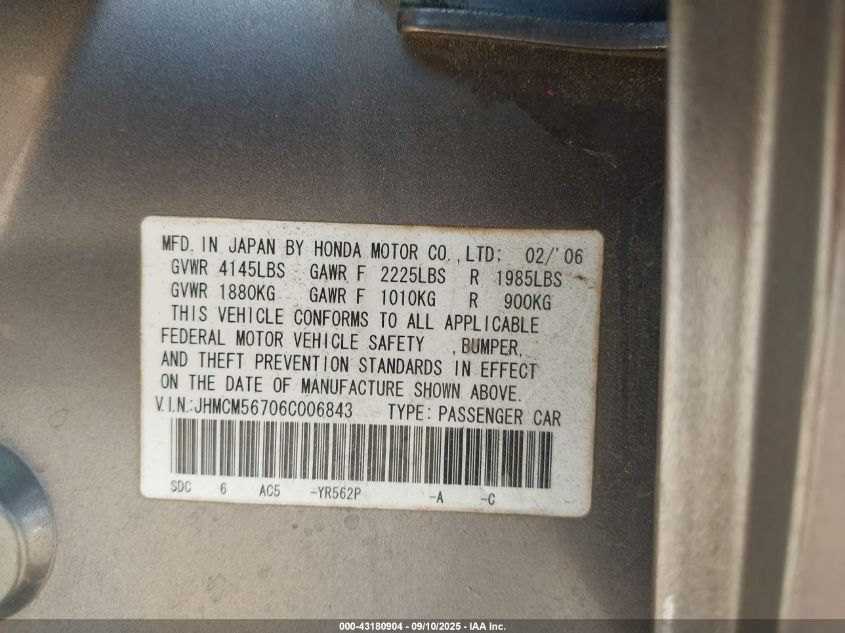 MFD. IN JAPAN BY HONDA MOTOR CO., LTD: 02/'06
GVWR 4145LBS GAWR F 2225LBS R 1985LBS
GVWR 1880KG GAWR F 1010KG R 900KG
THIS VEHICLE CONFORMS TO ALL APPLICABLE
FEDERAL MOTOR VEHICLE SAFETY , BUMPER,
AND THEFT PREVENTION STANDARDS IN EFFECT
ON THE DATE OF MANUFACTURE SHOWN ABOVE.
V.I.N.:JHMCM56706C006843 TYPE: PASSENGER CAR
SDC 6 AC5 -YR562P -A -C
000-43180904 - 09/10/2025 - IAA Inc.